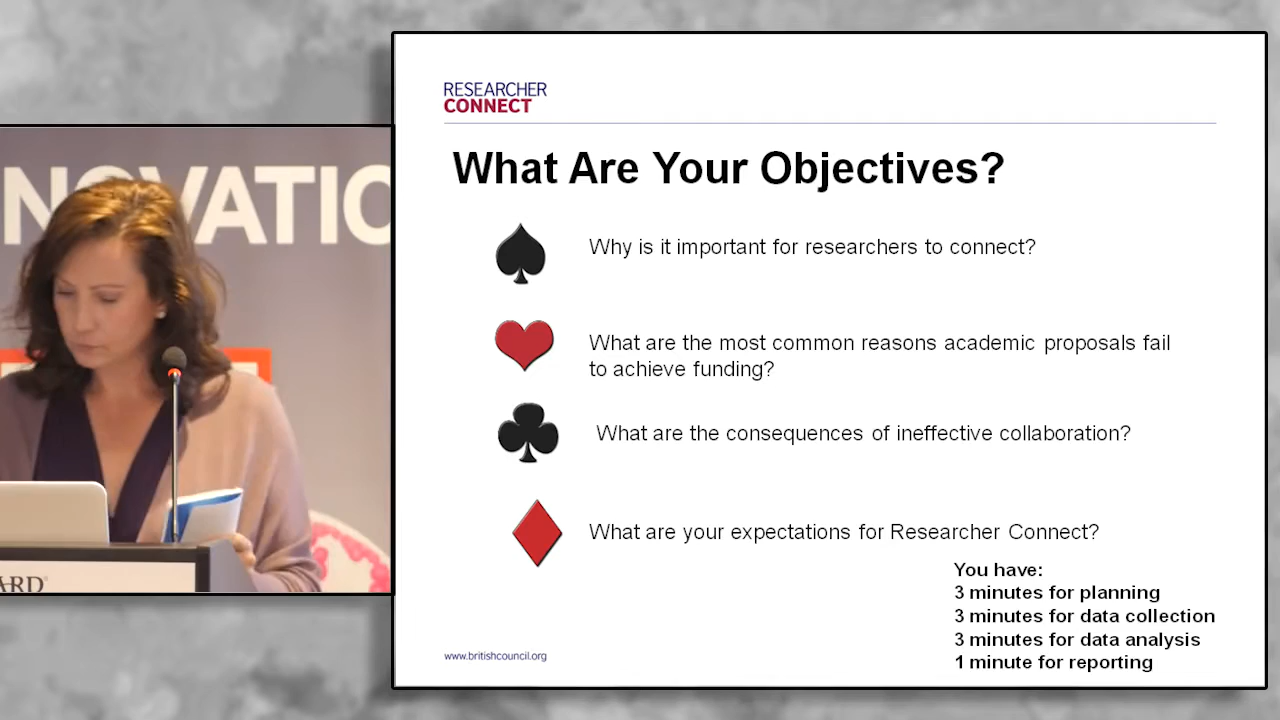 NNOVATIO
ARD®
RESEARCHER
CONNECT
What Are Your Objectives?
Why is it important for researchers to connect?
What are the most common reasons academic proposals fail
to achieve funding?
What are the consequences of ineffective collaboration?
What are your expectations for Researcher Connect?
You have:
3 minutes for planning
3 minutes for data collection
3 minutes for data analysis
1 minute for reporting
www.britishcouncil.org